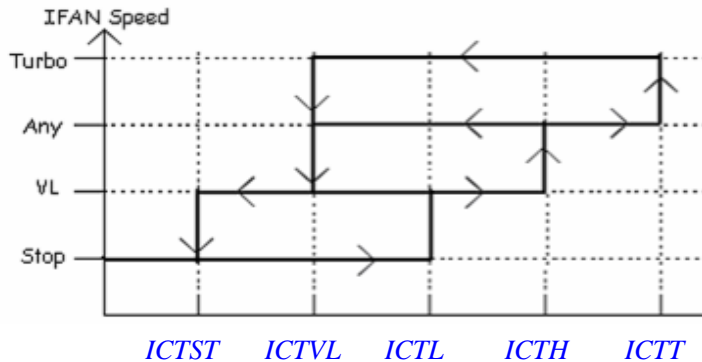 IFAN Speed
Turbo
Any
VL
Stop
ICTST ICTVL ICTL ICTH ICTT